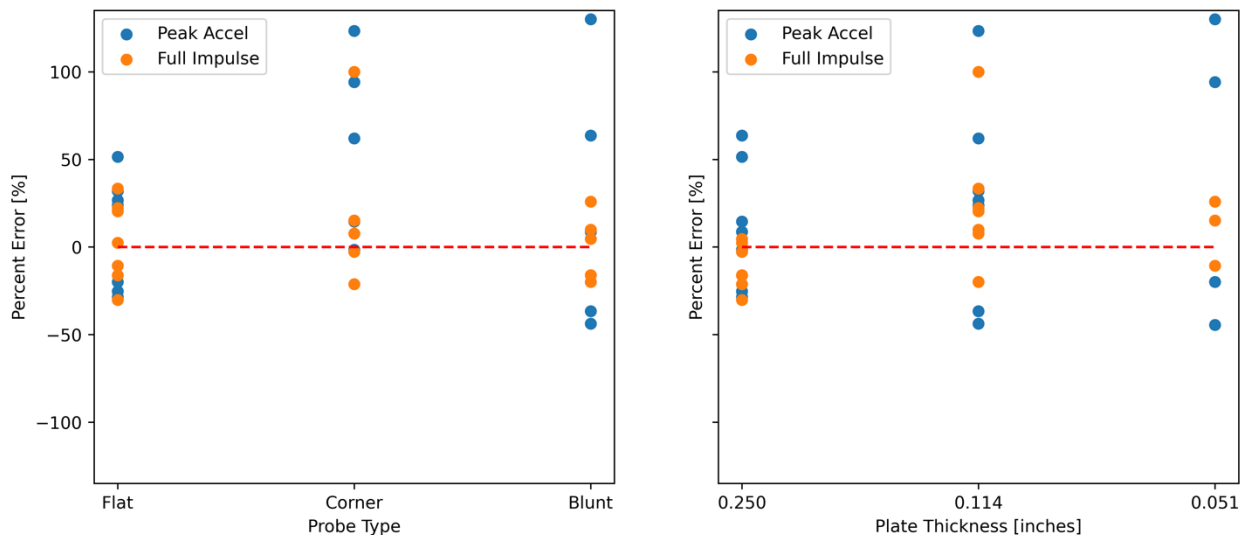 Peak Accel
Full Impulse
100
50
0
−50
−100
Percent Error [%]
Flat
Corner
Blunt
Probe Type
Peak Accel
Full Impulse
Percent Error [%]
0.250
0.114
0.051
Plate Thickness [inches]